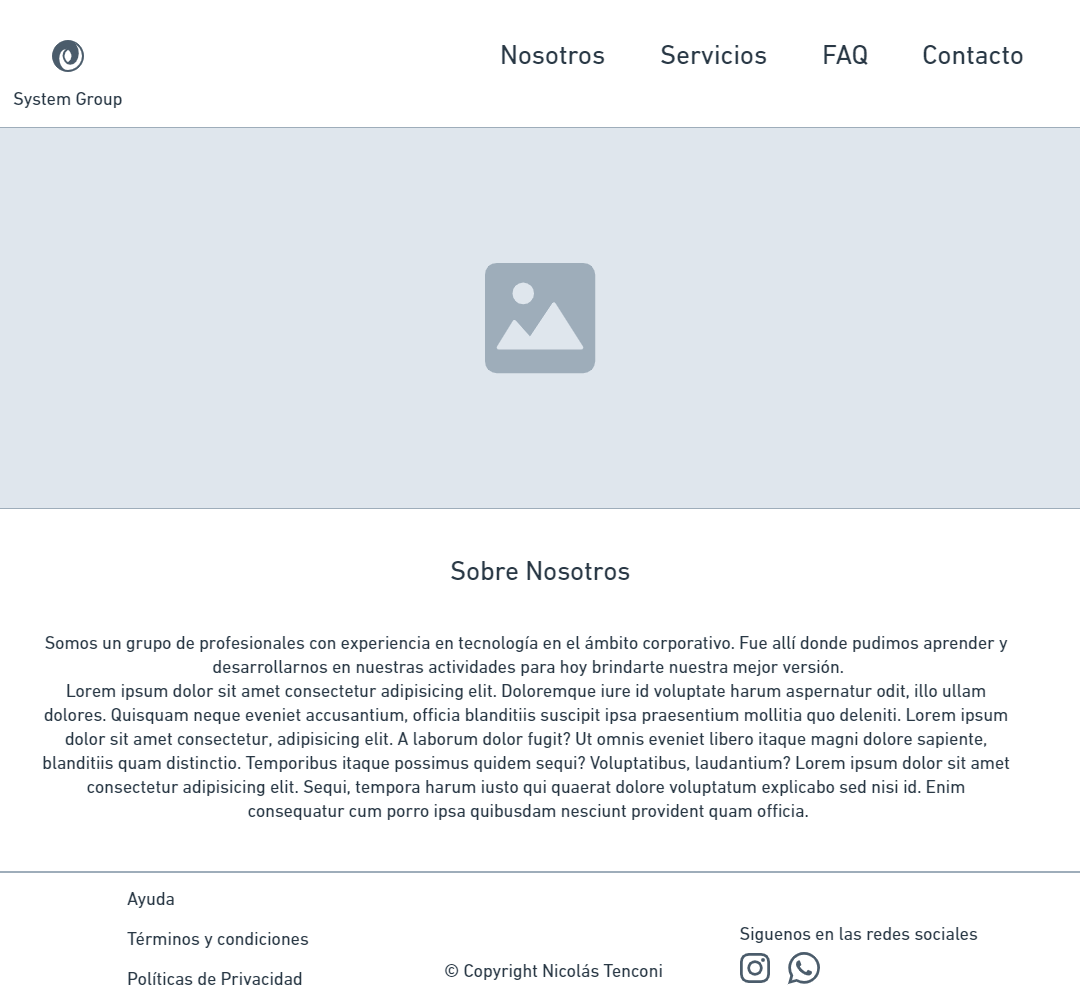 System Group
Nosotros
Servicios
FAQ
Contacto
Sobre Nosotros
Somos un grupo de profesionales con experiencia en tecnología en el ámbito corporativo. Fue allí donde pudimos aprender y
desarrollarnos en nuestras actividades para hoy brindarte nuestra mejor versión.
Lorem ipsum dolor sit amet consectetur adipisicing elit. Doloremque iure id voluptate harum aspernatur odit, illo ullam
dolores. Quisquam neque eveniet accusantium, officia blanditiis suscipit ipsa praesentium mollitia quo deleniti. Lorem ipsum
dolor sit amet consectetur, adipisicing elit. A laborum dolor fugit? Ut omnis eveniet libero itaque magni dolore sapiente,
blanditiis quam distinctio. Temporibus itaque possimus quidem sequi? Voluptatibus, laudantium? Lorem ipsum dolor sit amet
consectetur adipisicing elit. Sequi, tempora harum iusto qui quaerat dolore voluptatum explicabo sed nisi id. Enim
consequatur cum porro ipsa quibusdam nesciunt provident quam officia.
Ayuda
Términos y condiciones
Políticas de Privacidad
© Copyright Nicolás Tenconi
Siguenos en las redes sociales